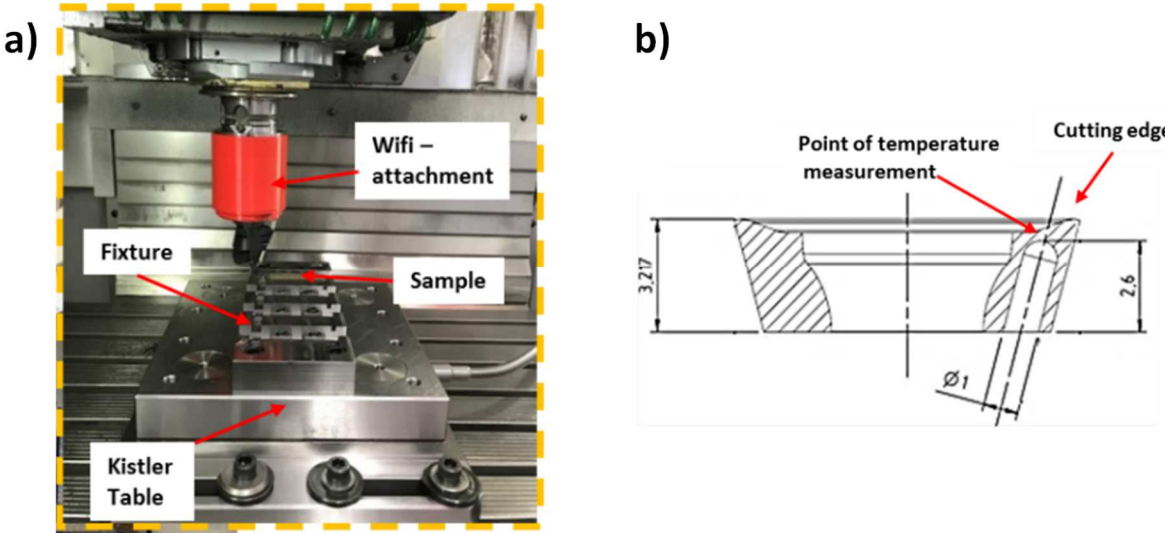 a)
Wifi –
attachment
Fixture
Sample
Kistler
Table
b)
Point of temperature
measurement
Cutting edge
3,217
2,6
Ø1